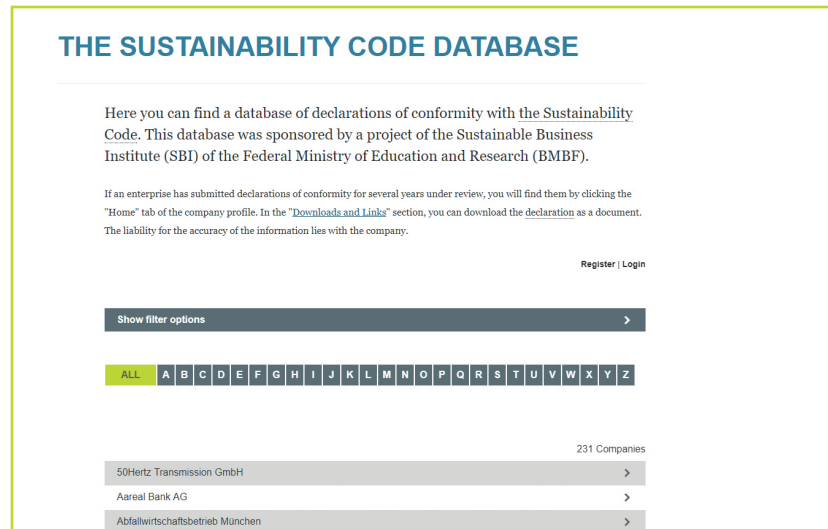 THE SUSTAINABILITY CODE DATABASE
Here you can find a database of declarations of conformity with the Sustainability
Code. This database was sponsored by a project of the Sustainable Business
Institute (SBI) of the Federal Ministry of Education and Research (BMBF).
If an enterprise has submitted declarations of conformity for several years under review, you will find them by clicking the
"Home" tab of the company profile. In the "Downloads and Links" section, you can download the declaration as a document.
The liability for the accuracy of the information lies with the company.
Register | Login
Show filter options
ALL A B C D E F G H I J K L M N O P Q R S T U V W X Y Z
231 Companies
50Hertz Transmission GmbH
Aareal Bank AG
Abfallwirtschaftsbetrieb München